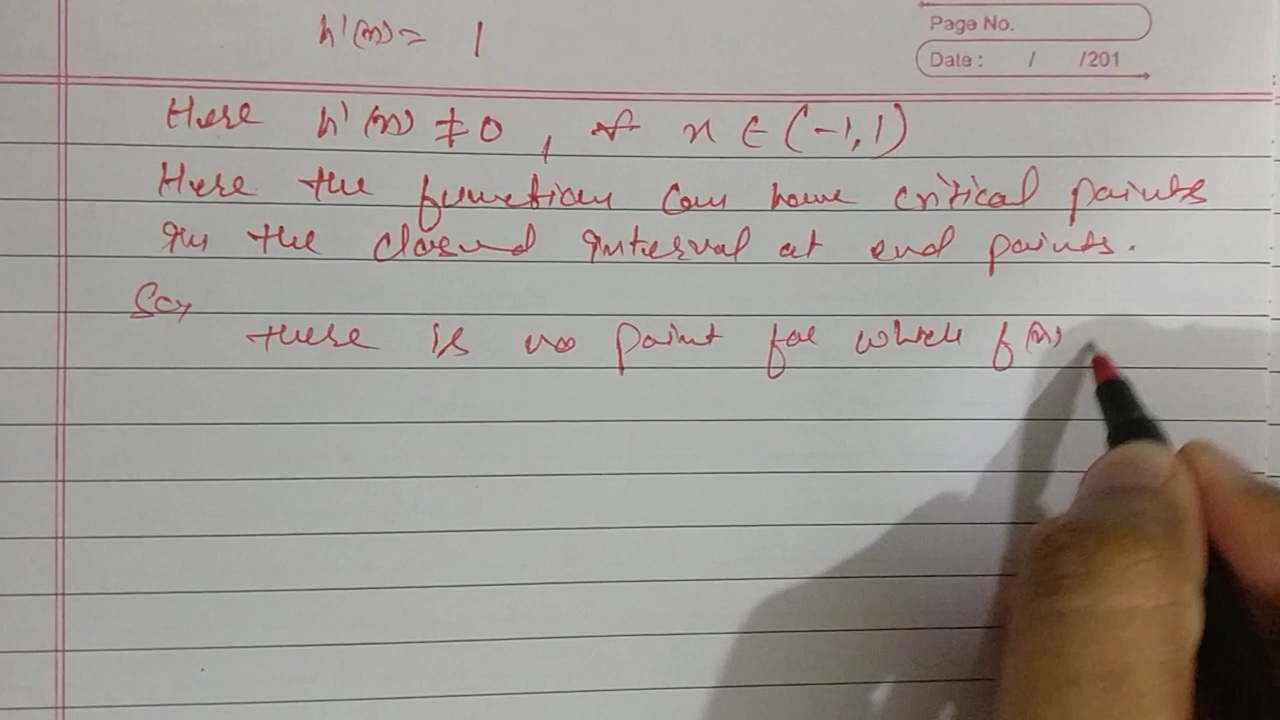 h'(x) = 1
Page No.
Date : / /201
Here h'(x) ≠ 0, x ∈ (-1, 1)
Here the function can have critical points
in the closed interval at end points.
So,
there is no point for which f(x)